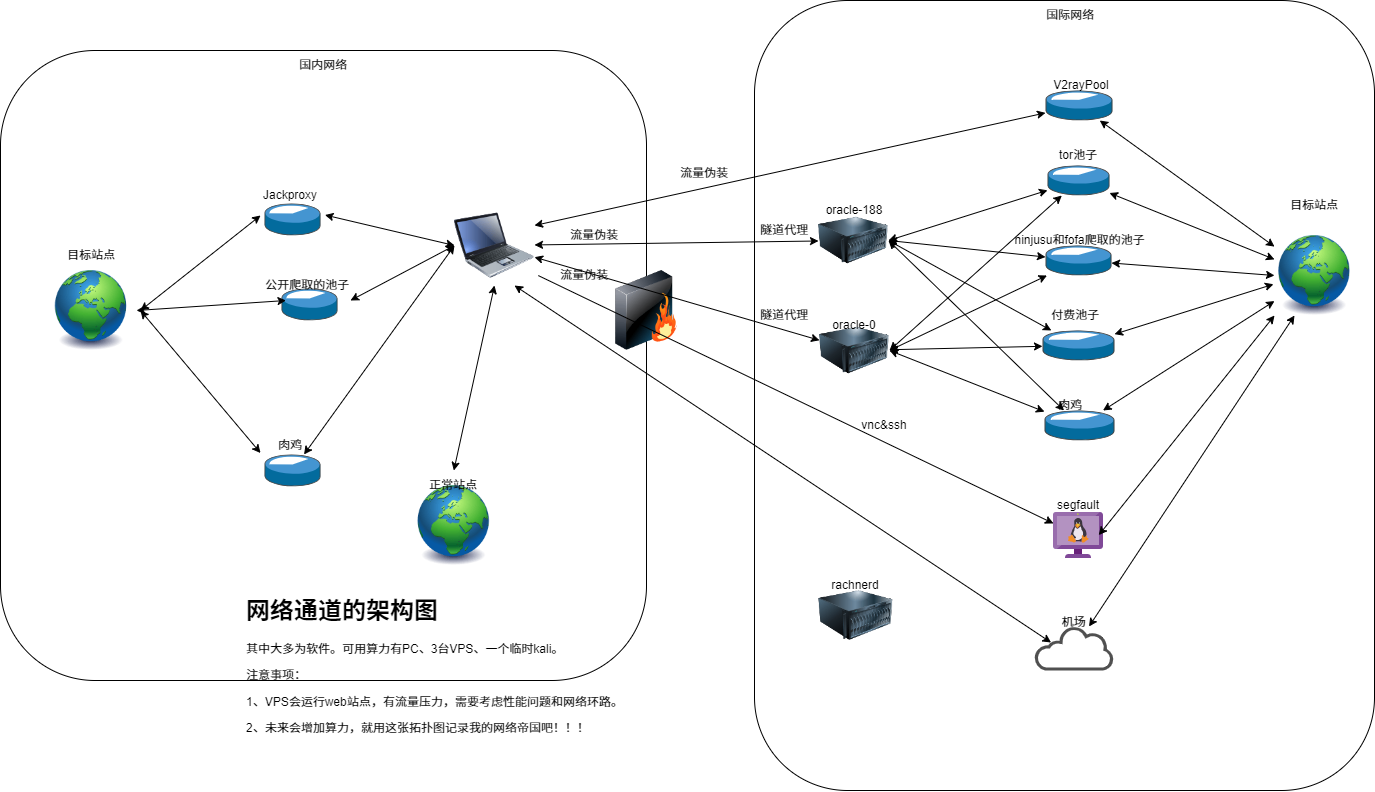 国际网络
国内网络
V2rayPool
tor池子
流量伪装
Jackproxy
oracle-188
目标站点
隧道代理
流量伪装
ninjusu和fofa爬取的池子
目标站点
流量伪装
公开爬取的池子
隧道代理
付费池子
oracle-0
肉鸡
vnc&ssh
肉鸡
正常站点
segfault
rachnerd
网络通道的架构图
机场
其中大多为软件。可用算力有PC、3台VPS、一个临时kali。
注意事项：
1、VPS会运行web站点，有流量压力，需要考虑性能问题和网络环路。
2、未来会增加算力，就用这张拓扑图记录我的网络帝国吧！！！